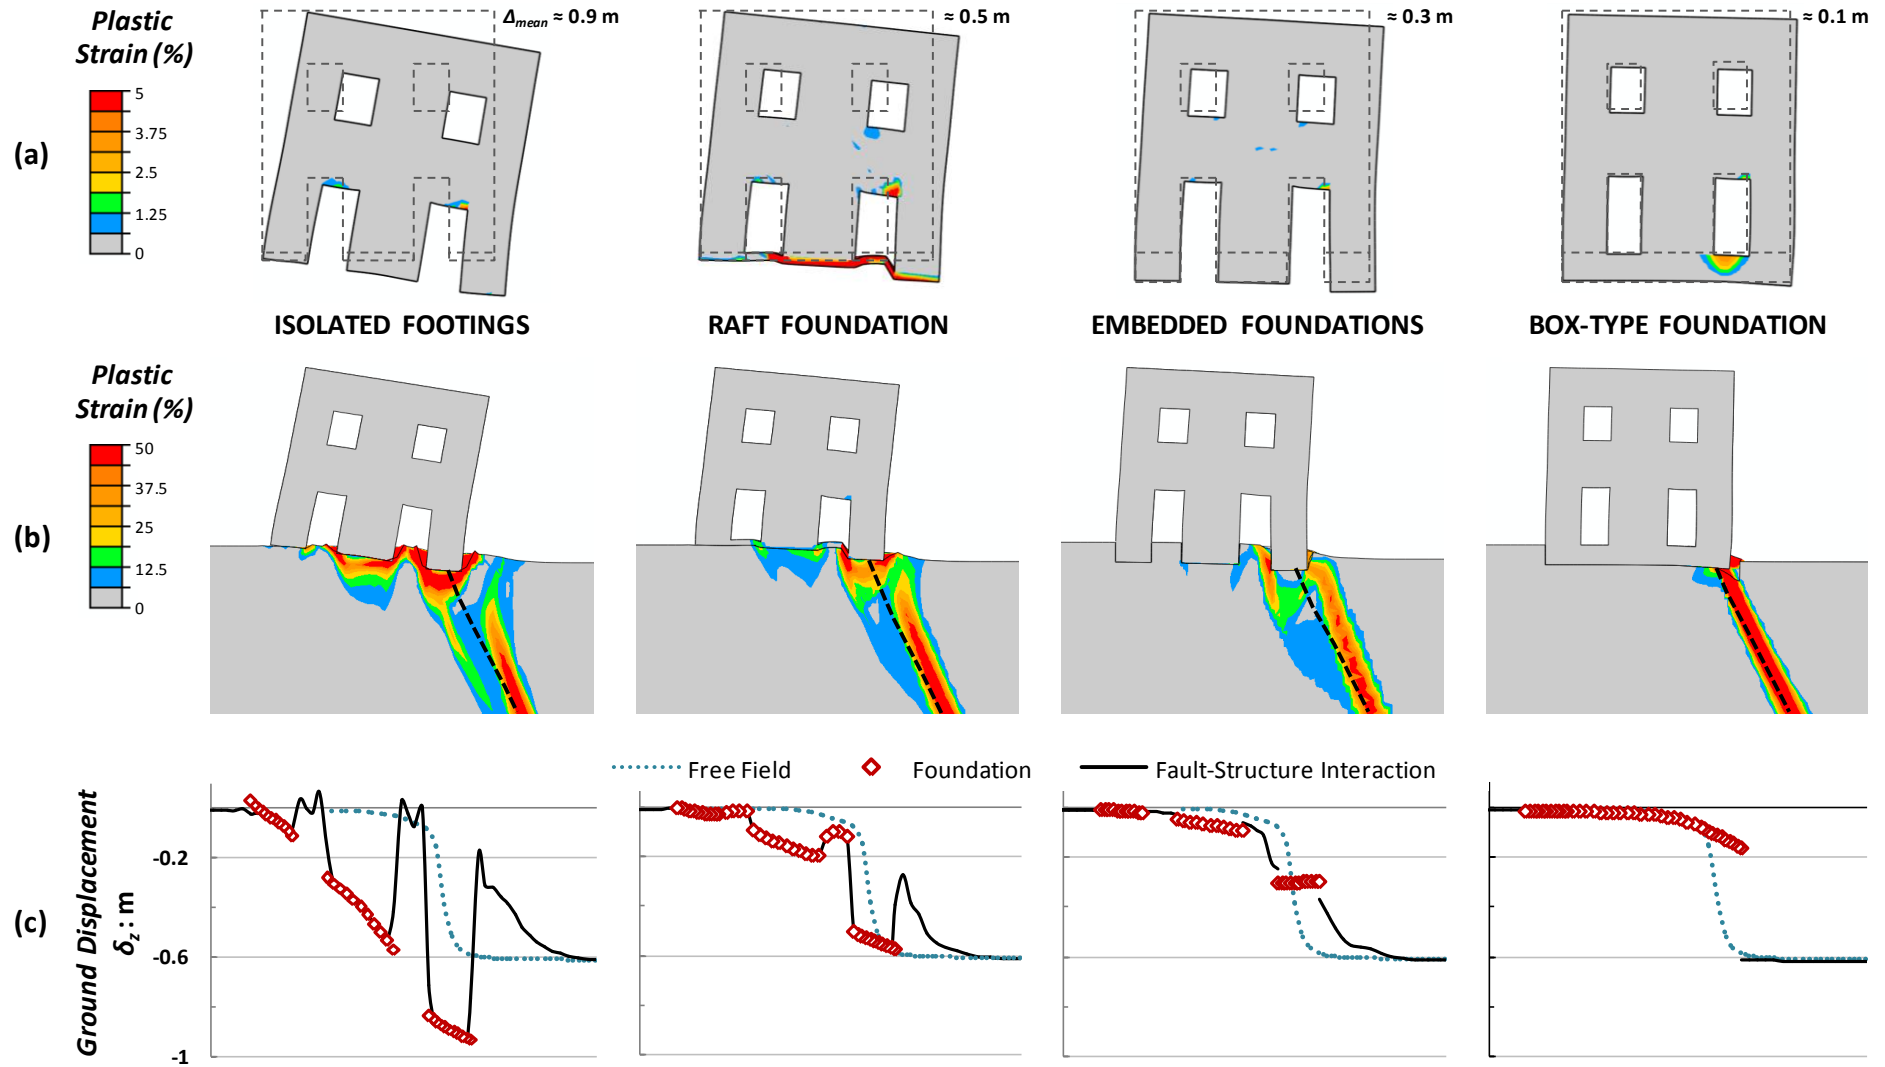 Plastic
Strain (%)
5
3.75
2.5
1.25
0
(a)
Δmean ≈ 0.9 m
≈ 0.5 m
≈ 0.3 m
≈ 0.1 m
ISOLATED FOOTINGS
RAFT FOUNDATION
EMBEDDED FOUNDATIONS
BOX-TYPE FOUNDATION
Plastic
Strain (%)
50
37.5
25
12.5
0
(b)
Free Field
Foundation
Fault-Structure Interaction
(c)
Ground Displacement
δz : m
-0.2
-0.6
-1